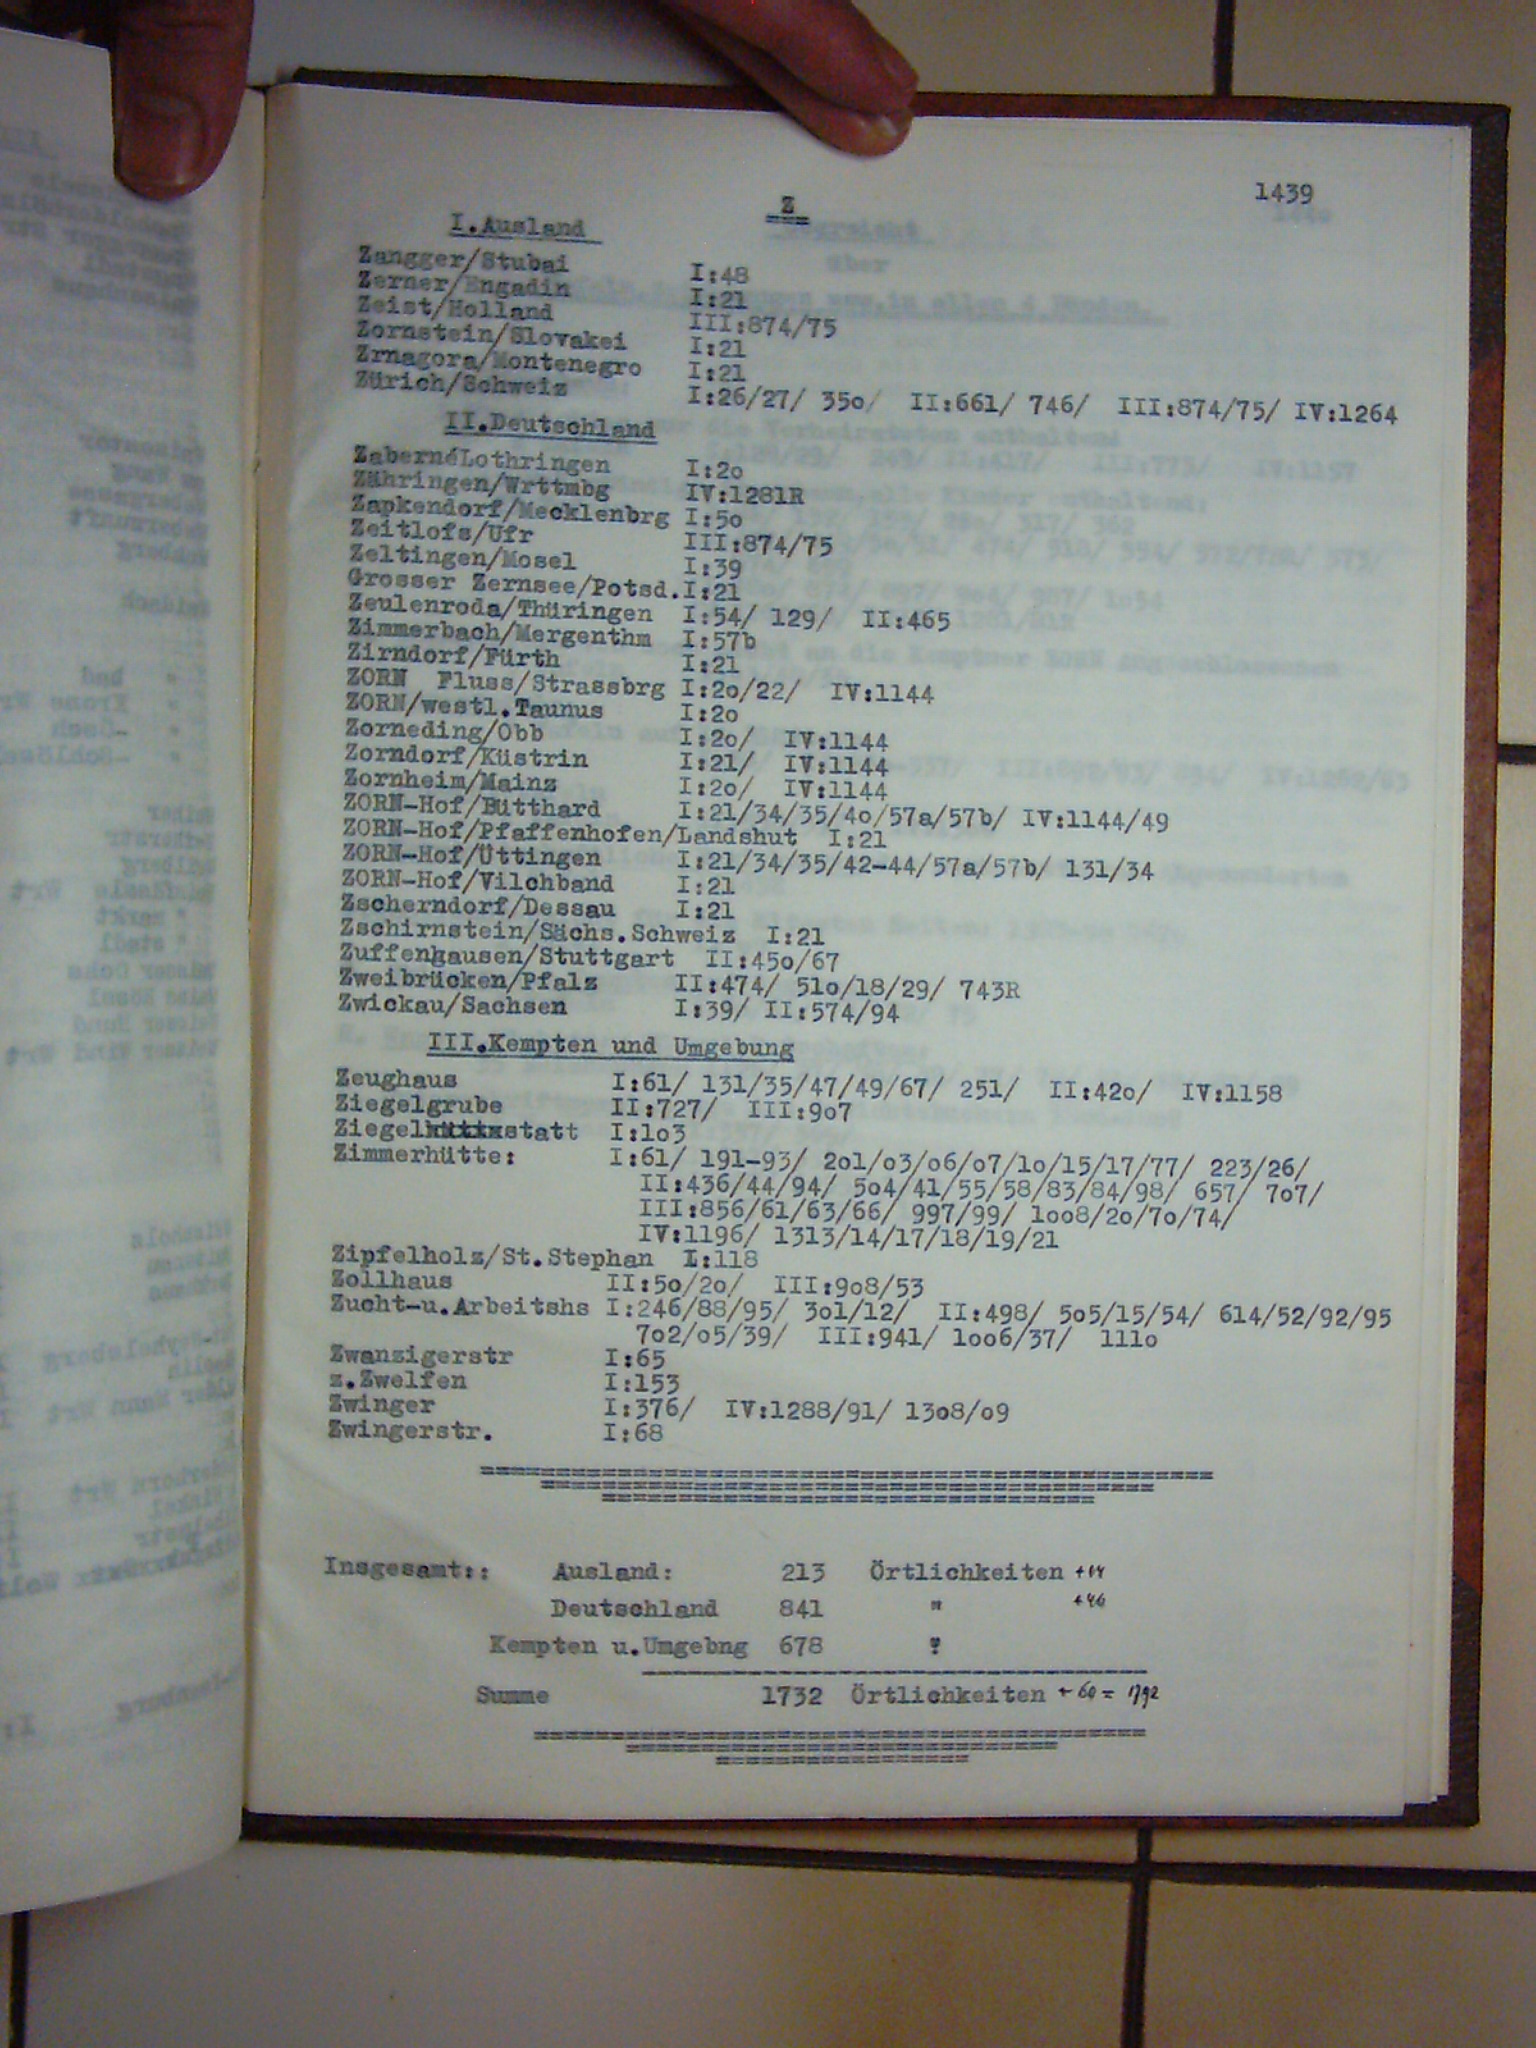 1439
Z
I.Ausland
Zangger/Stubai I:48
Zerner/Engadin I:21
Zeist/Holland III:874/75
Zornstein/Slovakei I:21
Zrnagora/Montenegro I:21
Zürich/Schweiz I:26/27/ 35o/ II:661/ 746/ III:874/75/ IV:1264
II.Deutschland
Zaberné/Lothringen I:2o
Zähringen/Wrttmbg IV:1281R
Zapkendorf/Mecklenbrg I:5o
Zeitlofs/Ufr III:874/75
Zeltingen/Mosel I:39
Grosser Zernsee/Potsd. I:21
Zeulenroda/Thüringen I:54/ 129/ II:465
Zimmerbach/Mergenthm I:57b
Zirndorf/Fürth I:21
ZORN Fluss/Strassbrg I:2o/22/ IV:1144
ZORN/westl.Taunus I:2o
Zorneding/Obb I:2o/ IV:1144
Zorndorf/Küstrin I:21/ IV:1144
Zornheim/Mainz I:2o/ IV:1144
ZORN-Hof/Bütthard I:21/34/35/4o/57a/57b/ IV:1144/49
ZORN-Hof/Pfaffenhofen/Landshut I:21
ZORN-Hof/Üttingen I:21/34/35/42-44/57a/57b/ 131/34
ZORN-Hof/Vilchband I:21
Zscherndorf/Dessau I:21
Zschirnstein/Sächs.Schweiz I:21
Zuffenhausen/Stuttgart II:45o/67
Zweibrücken/Pfalz II:474/ 51o/18/29/ 743R
Zwickau/Sachsen I:39/ II:574/94
III.Kempten und Umgebung
Zeughaus I:61/ 131/35/47/49/67/ 251/ II:42o/ IV:1158
Ziegelgrube II:727/ III:9o7
Ziegel statt I:1o3
Zimmerhütte: I:61/ 191-93/ 2o1/o3/o6/o7/1o/15/17/77/ 223/26/
II:436/44/94/ 5o4/41/55/58/83/84/98/ 657/ 7o7/
III:856/61/63/66/ 997/99/ 1oo8/2o/7o/74/
IV:1196/ 1313/14/17/18/19/21
Zipfelholz/St.Stephan I:118
Zollhaus II:5o/2o/ III:9o8/53
Zucht-u.Arbeitshs I:246/88/95/ 3o1/12/ II:498/ 5o5/15/54/ 614/52/92/95
7o2/o5/39/ III:941/ 1oo6/37/ 111o
Zwanzigerstr I:65
z.Zwelfen I:153
Zwinger I:376/ IV:1288/91/ 13o8/o9
Zwingerstr. I:68
Insgesamt:: Ausland: 213 Örtlichkeiten +14
Deutschland 841 " +46
Kempten u.Umgebng 678 "
Summe 1732 Örtlichkeiten + 60 = 1792